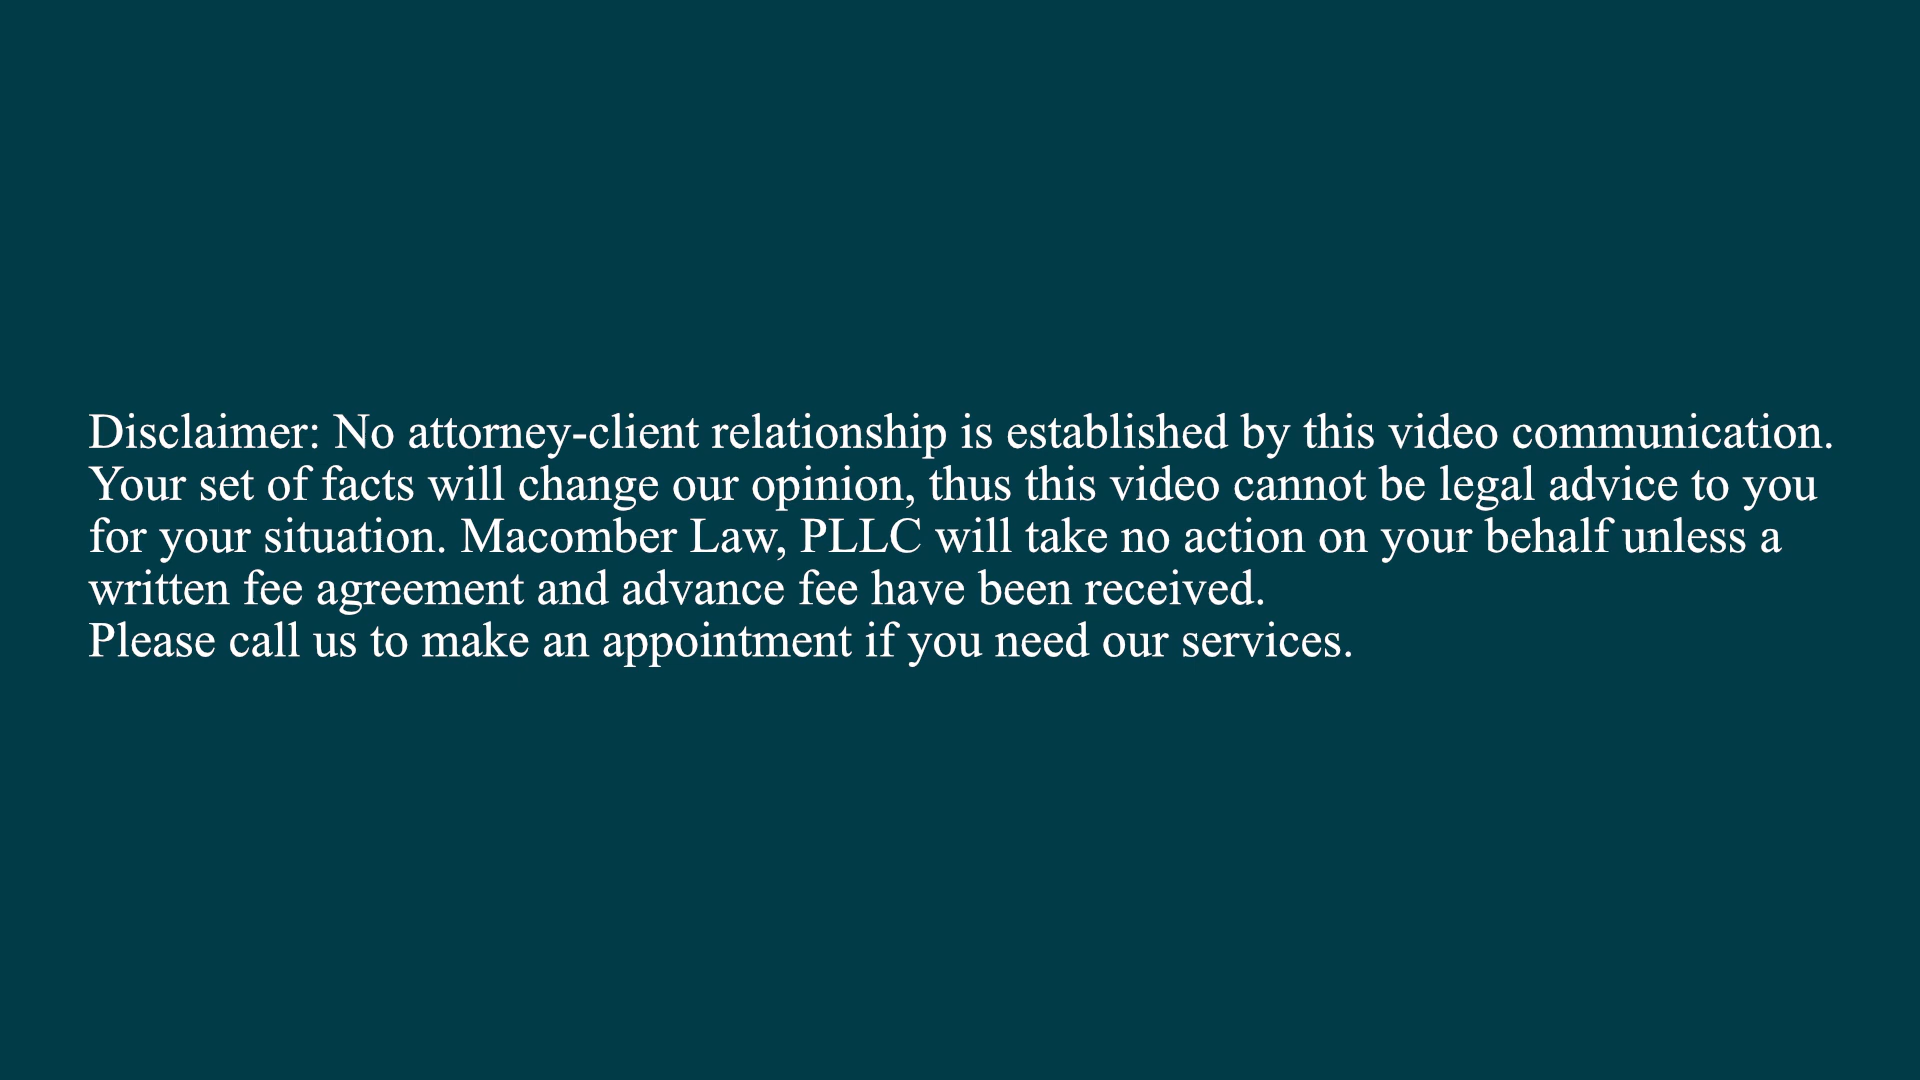 Disclaimer: No attorney-client relationship is established by this video communication.
Your set of facts will change our opinion, thus this video cannot be legal advice to you
for your situation. Macomber Law, PLLC will take no action on your behalf unless a
written fee agreement and advance fee have been received.
Please call us to make an appointment if you need our services.